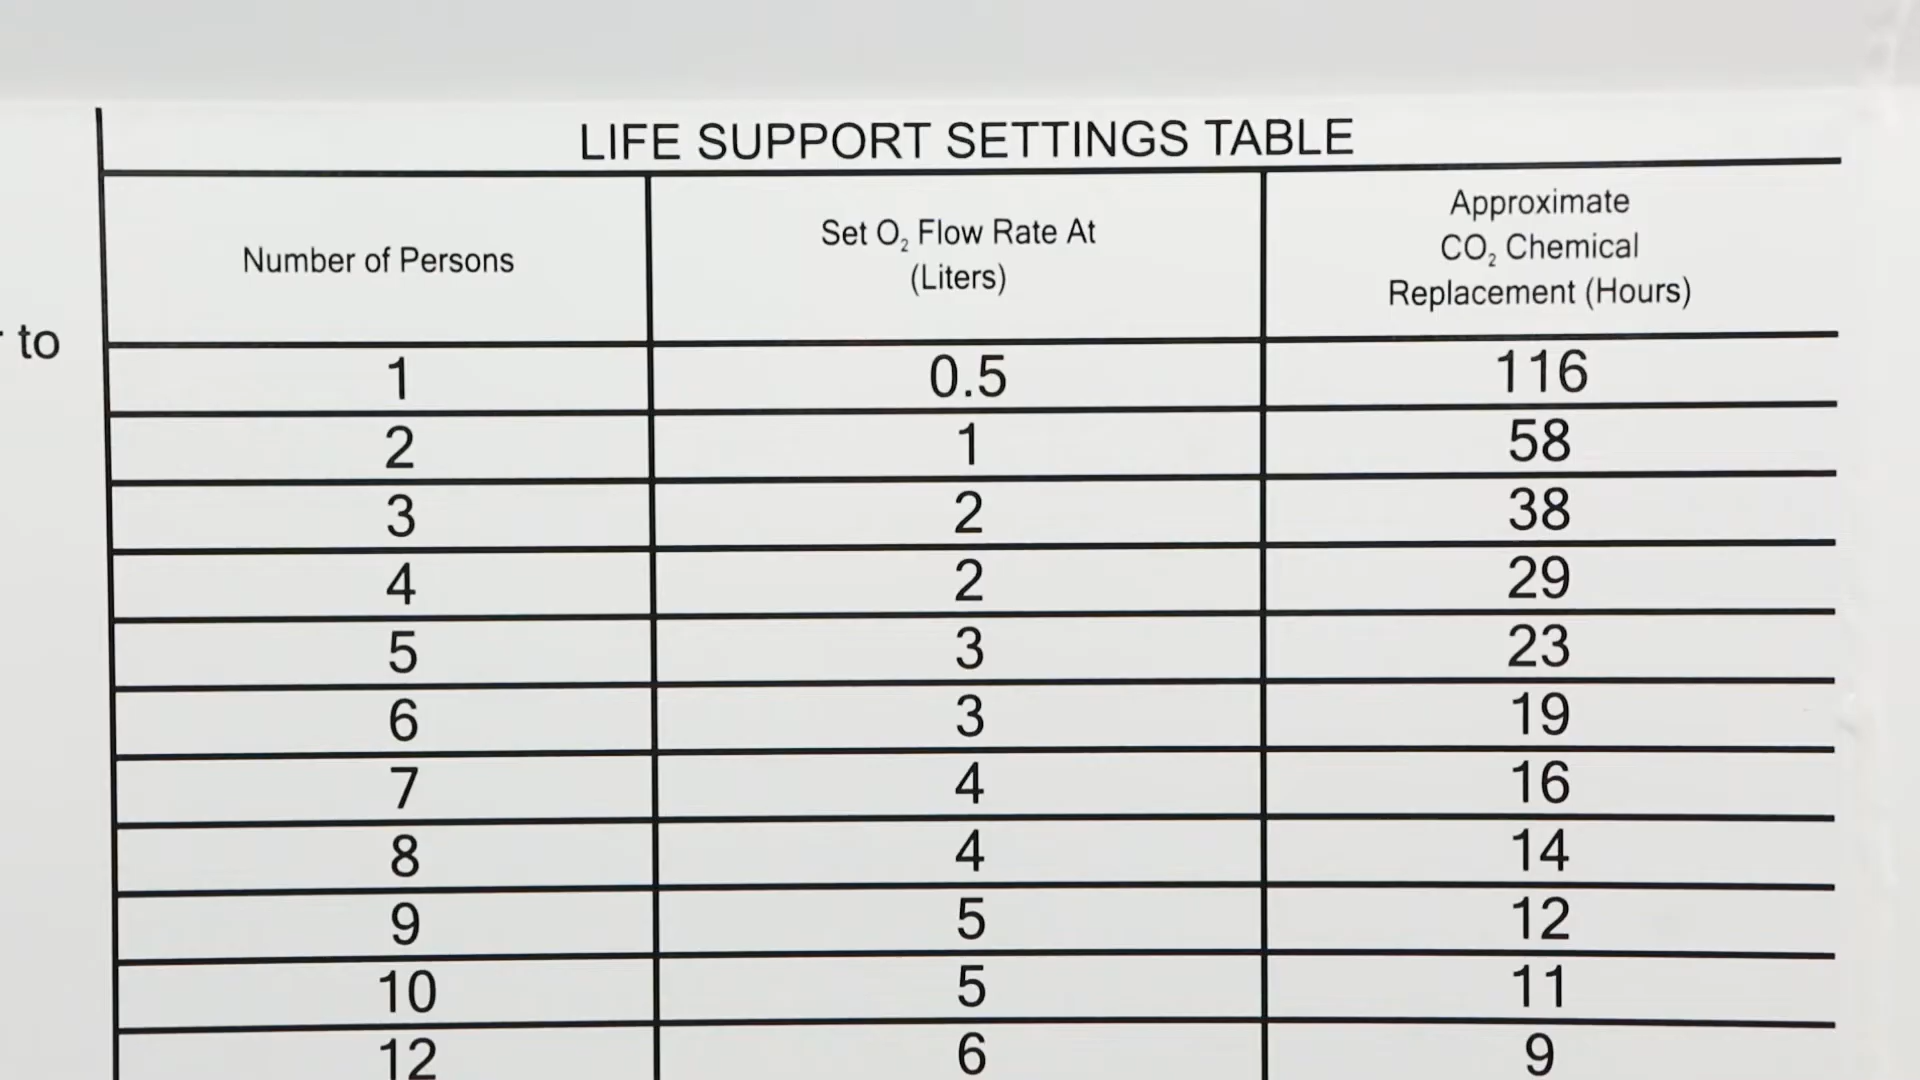 LIFE SUPPORT SETTINGS TABLE
Number of Persons
Set O₂ Flow Rate At
(Liters)
Approximate
CO₂ Chemical
Replacement (Hours)
to
1 0.5 116
2 1 58
3 2 38
4 2 29
5 3 23
6 3 19
7 4 16
8 4 14
9 5 12
10 5 11
12 6 9